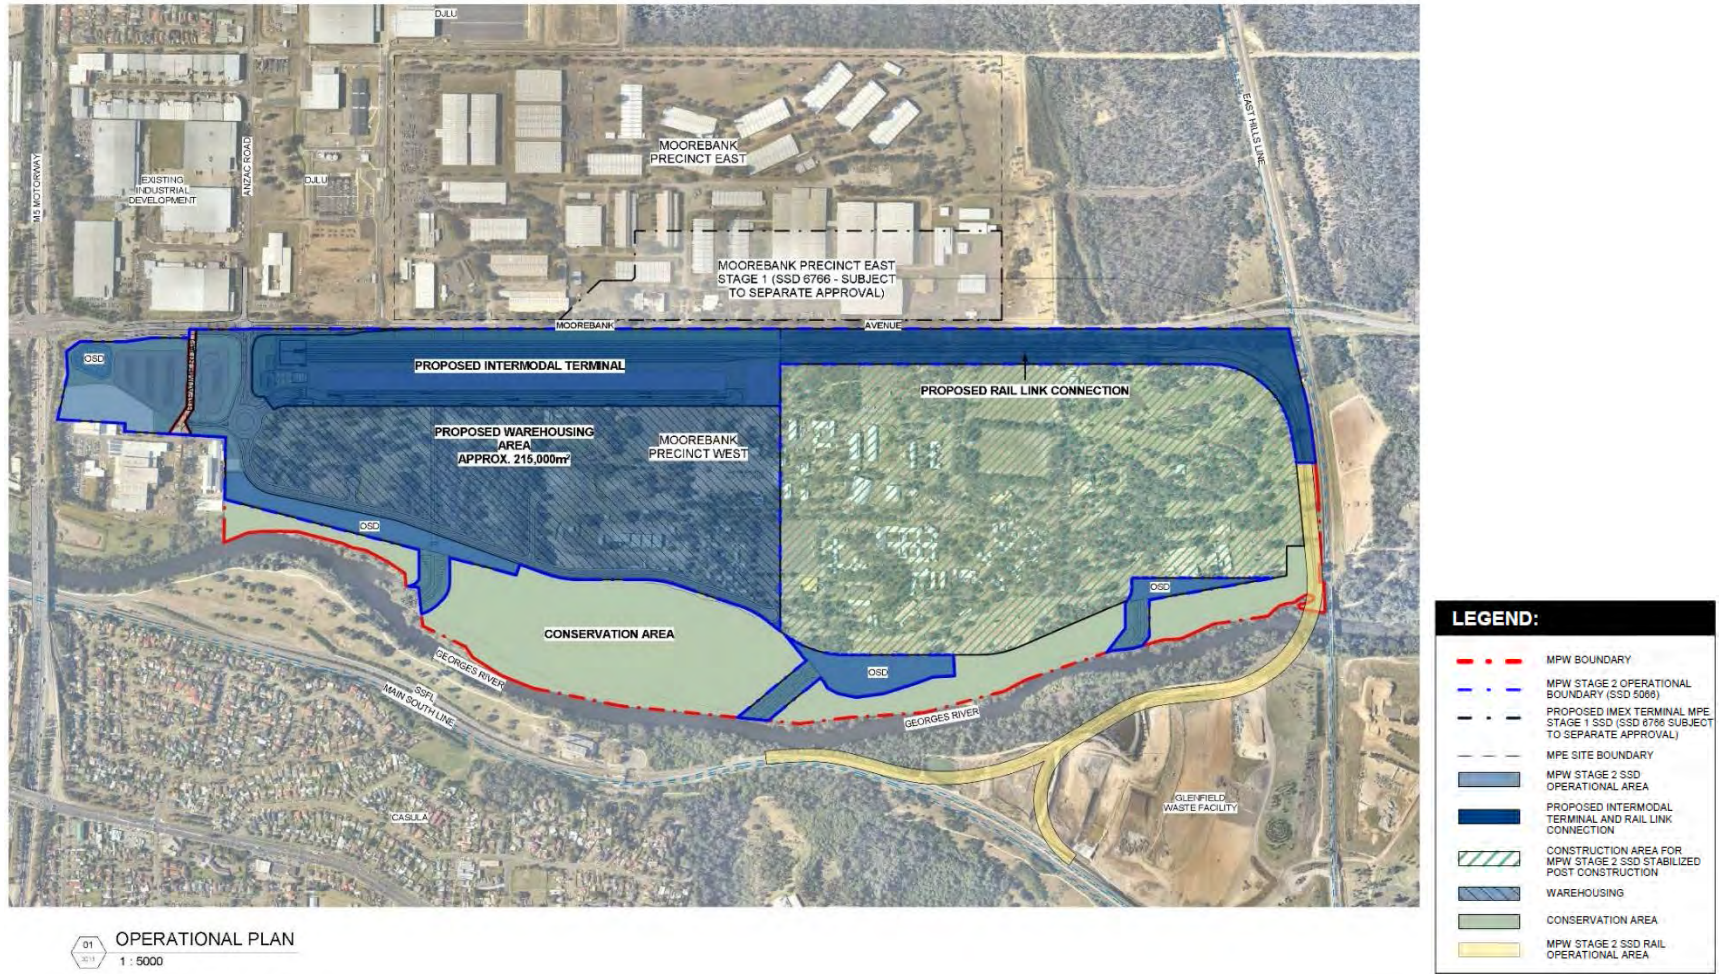 DJLU
M5 MOTORWAY
EXISTING
INDUSTRIAL
DEVELOPMENT
ANZAC ROAD
DJLU
MOOREBANK
PRECINCT EAST
EAST HILLS LINE
MOOREBANK PRECINCT EAST
STAGE 1 (SSD 6766 - SUBJECT
TO SEPARATE APPROVAL)
MOOREBANK
AVENUE
OSD
PROPOSED INTERMODAL TERMINAL
PROPOSED RAIL LINK CONNECTION
PROPOSED WAREHOUSING
AREA
APPROX. 215,000m²
MOOREBANK
PRECINCT WEST
OSD
OSD
CONSERVATION AREA
OSD
GEORGES RIVER
SSFL
MAIN SOUTH LINE
GEORGES RIVER
GLENFIELD
WASTE FACILITY
CASULA
LEGEND:
MPW BOUNDARY
MPW STAGE 2 OPERATIONAL
BOUNDARY (SSD 5066)
PROPOSED IMEX TERMINAL MPE
STAGE 1 SSD (SSD 6766 SUBJECT
TO SEPARATE APPROVAL)
MPE SITE BOUNDARY
MPW STAGE 2 SSD
OPERATIONAL AREA
PROPOSED INTERMODAL
TERMINAL AND RAIL LINK
CONNECTION
CONSTRUCTION AREA FOR
MPW STAGE 2 SSD STABILIZED
POST CONSTRUCTION
WAREHOUSING
CONSERVATION AREA
MPW STAGE 2 SSD RAIL
OPERATIONAL AREA
01
OPERATIONAL PLAN
1 : 5000